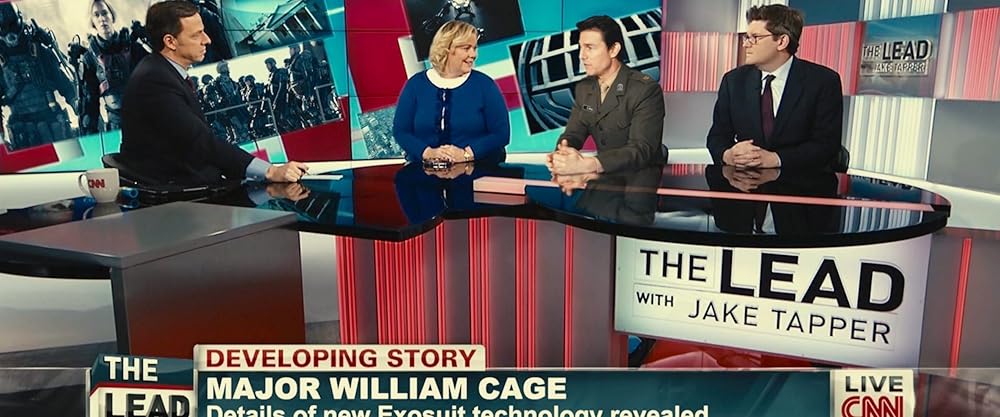 THE LEAD
JAKE TAPPER
CNN
THE LEAD
WITH JAKE TAPPER
THE
LEAD
DEVELOPING STORY
MAJOR WILLIAM CAGE
Details of new Exosuit technology revealed
LIVE
CNN